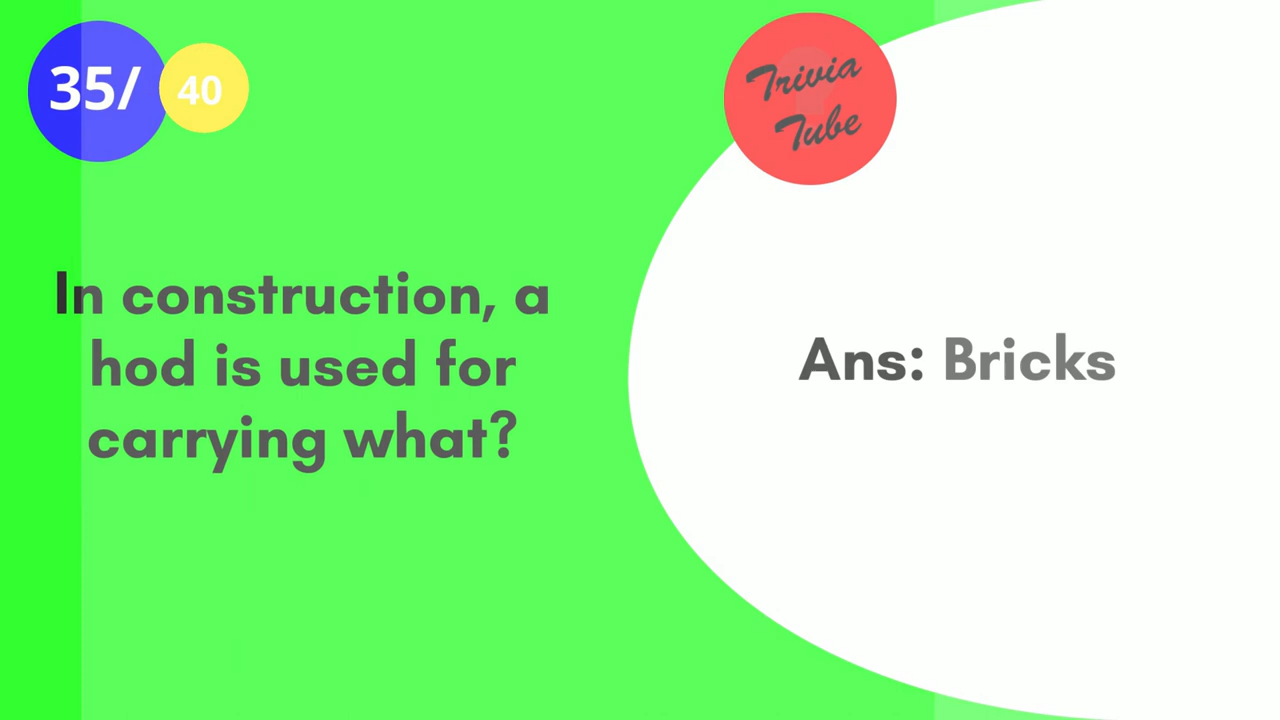 35/ 40
Trivia
Tube
In construction, a
hod is used for
carrying what?
Ans: Bricks